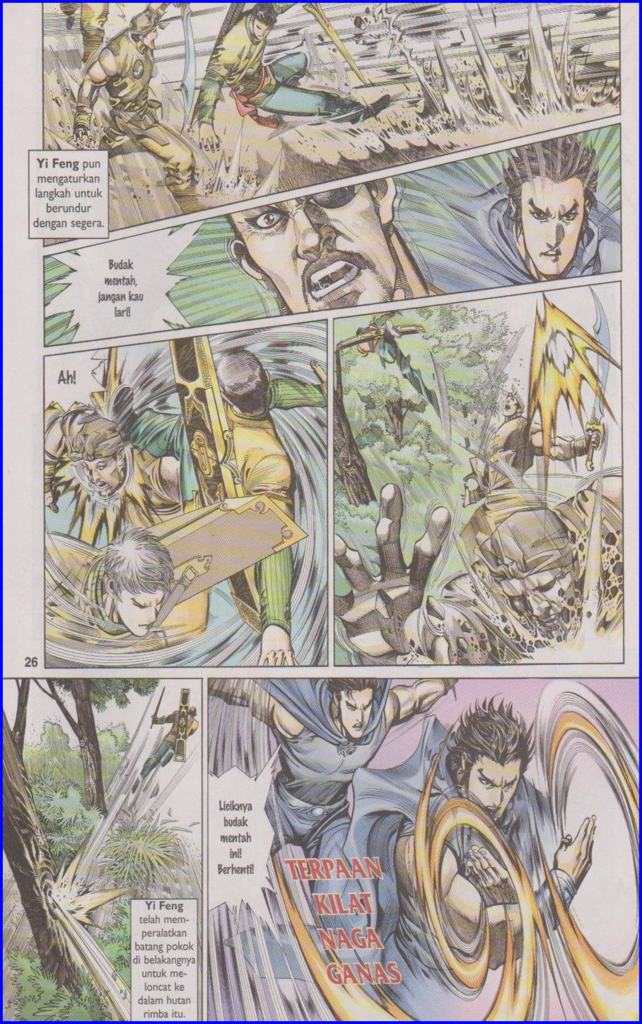 Yi Feng pun
mengaturkan
langkah untuk
berundur
dengan segera.
Budak
mentah,
jangan kau
lari!
Ah!
26
Yi Feng
telah mem-
peralatkan
batang pokok
di belakangnya
untuk me-
loncat ke
dalam hutan
rimba itu.
Liciknya
budak
mentah
ini!
Berhenti!
TERPAAN
KILAT
NAGA
GANAS